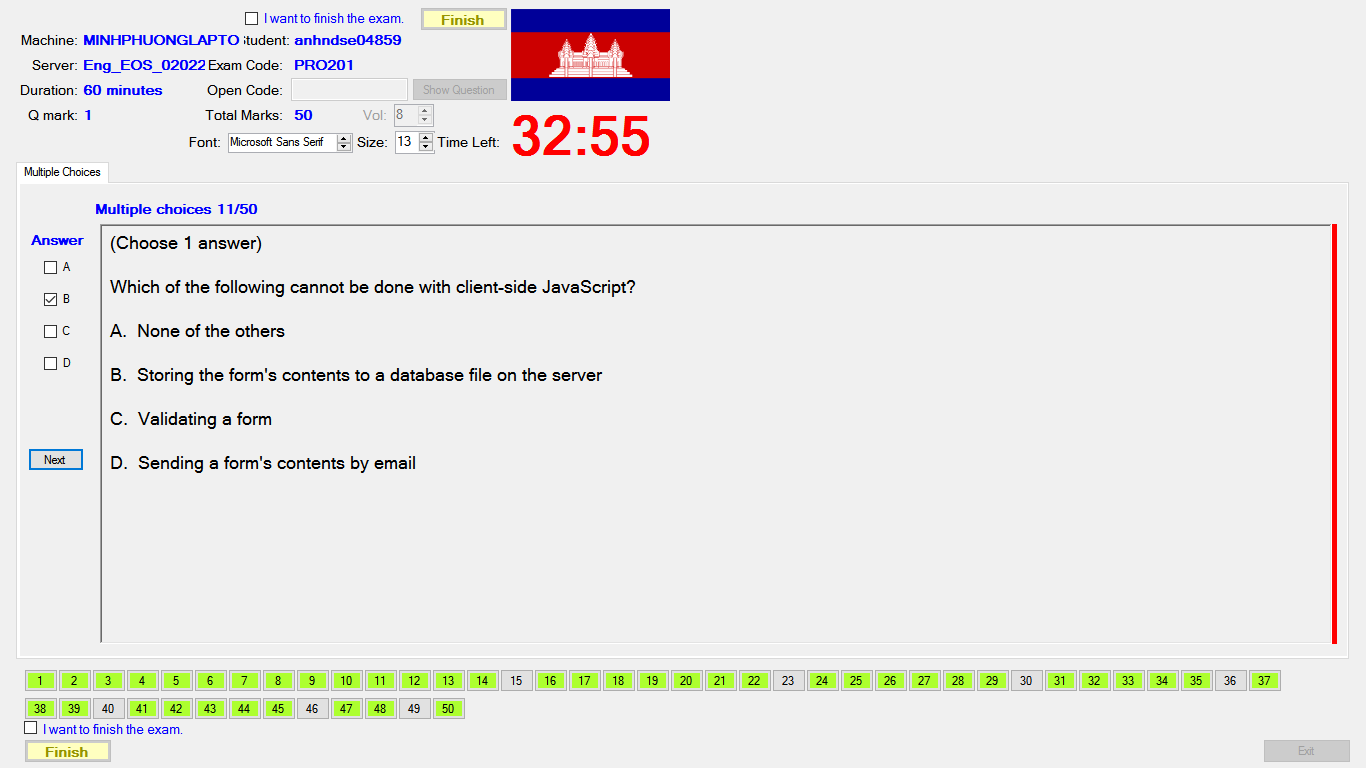 I want to finish the exam. Finish
Machine: MINHPHUONGLAPTO Student: anhndse04859
Server: Eng_EOS_02022 Exam Code: PRO201
Duration: 60 minutes Open Code: Show Question
Q mark: 1 Total Marks: 50 Vol: 8
Font: Microsoft Sans Serif Size: 13 Time Left: 32:55
Multiple Choices
Multiple choices 11/50
Answer
A
B
C
D
Next
(Choose 1 answer)
Which of the following cannot be done with client-side JavaScript?
A. None of the others
B. Storing the form's contents to a database file on the server
C. Validating a form
D. Sending a form's contents by email
1 2 3 4 5 6 7 8 9 10 11 12 13 14 15 16 17 18 19 20 21 22 23 24 25 26 27 28 29 30 31 32 33 34 35 36 37
38 39 40 41 42 43 44 45 46 47 48 49 50
I want to finish the exam.
Finish Exit